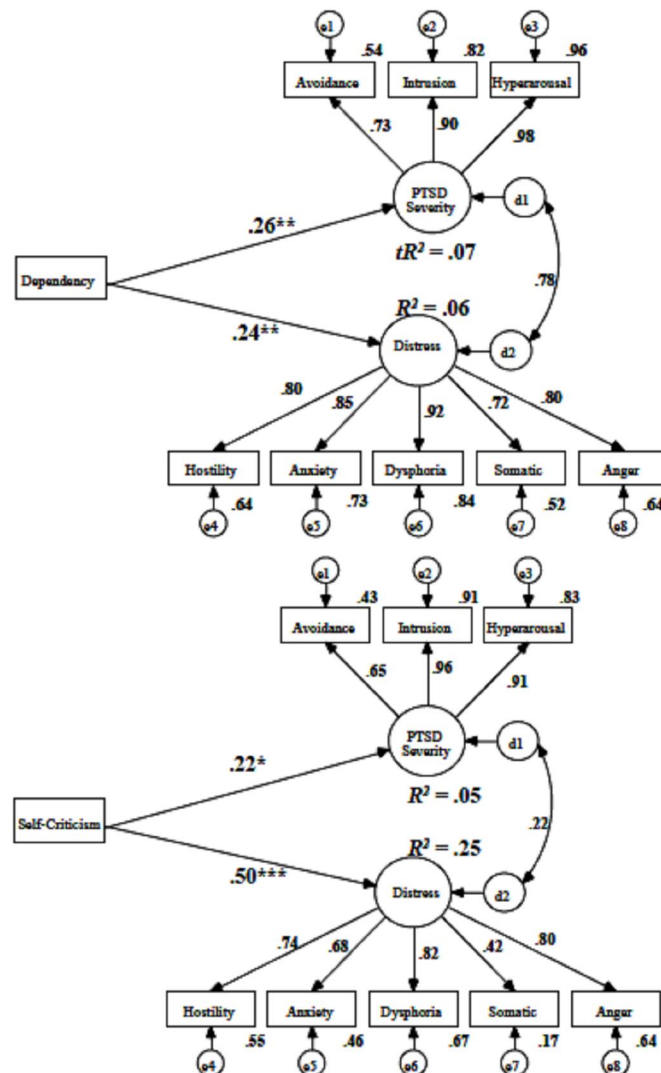 e1 e2 e3
.54 .82 .96
Avoidance Intrusion Hyperarousal
.73 .90 .98
PTSD Severity d1
.26**
tR² = .07
Dependency .78
R² = .06
.24** Distress d2
.80 .85 .92 .72 .80
Hostility Anxiety Dysphoria Somatic Anger
.64 .73 .84 .52 .64
e4 e5 e6 e7 e8
e1 e2 e3
.43 .91 .83
Avoidance Intrusion Hyperarousal
.65 .96 .91
PTSD Severity d1
.22*
R² = .05
Self-Criticism .22
R² = .25
.50*** Distress d2
.74 .68 .82 .42 .80
Hostility Anxiety Dysphoria Somatic Anger
.55 .46 .67 .17 .64
e4 e5 e6 e7 e8